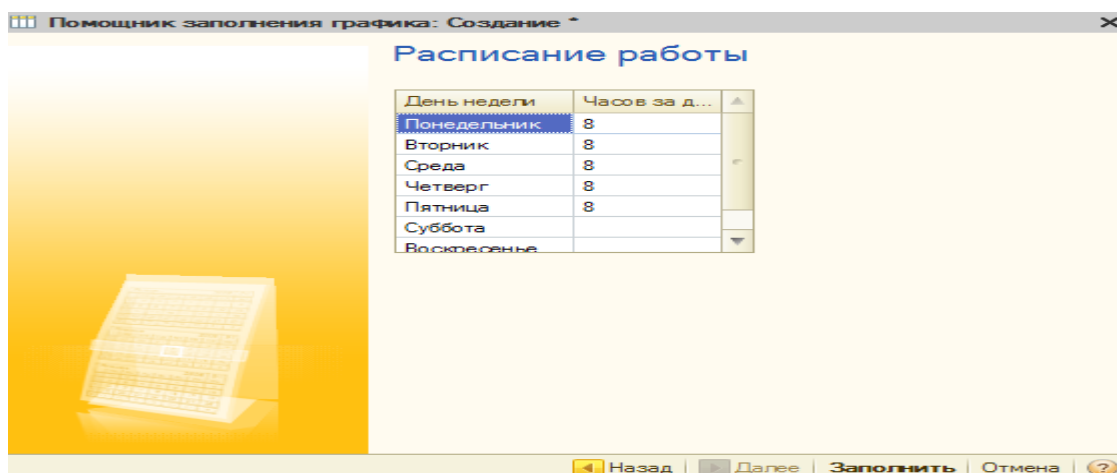 Помощник заполнения графика: Создание *
Расписание работы
День недели Часов за д...
Понедельник 8
Вторник 8
Среда 8
Четверг 8
Пятница 8
Суббота
Воскресенье
Назад Далее Заполнить Отмена ?